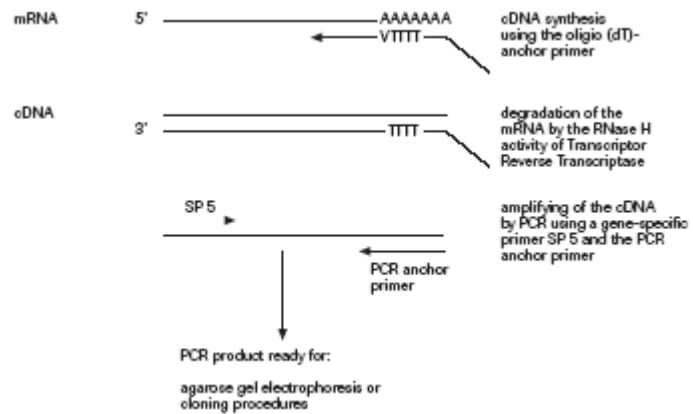 mRNA 5' AAAAAAA
VTTTT
cDNA synthesis
using the oligio (dT)-
anchor primer
cDNA
3' TTTT
degradation of the
mRNA by the RNase H
activity of Transcriptor
Reverse Transcriptase
SP 5
amplifying of the cDNA
by PCR using a gene-specific
primer SP 5 and the PCR
anchor primer
PCR anchor
primer
PCR product ready for:
agarose gel electrophoresis or
cloning procedures